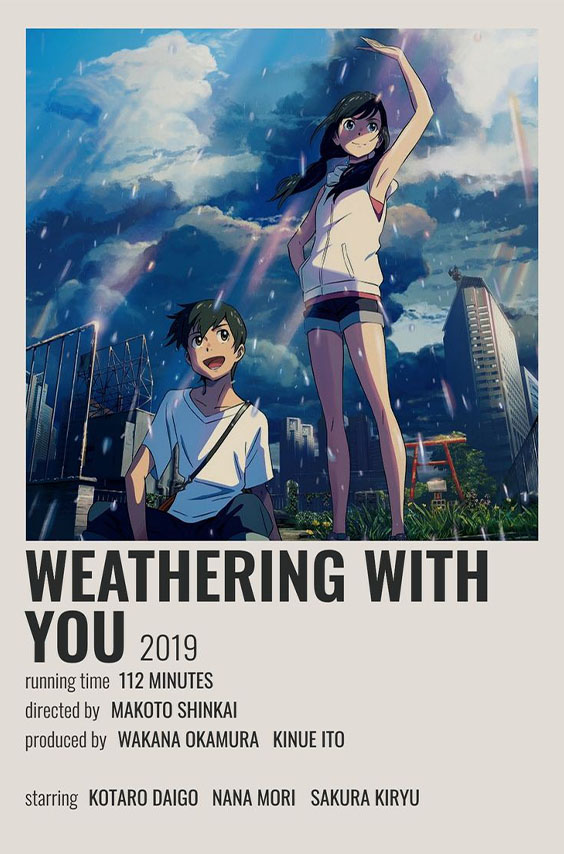 WEATHERING WITH
YOU 2019
running time 112 MINUTES
directed by MAKOTO SHINKAI
produced by WAKANA OKAMURA KINUE ITO
starring KOTARO DAIGO NANA MORI SAKURA KIRYU